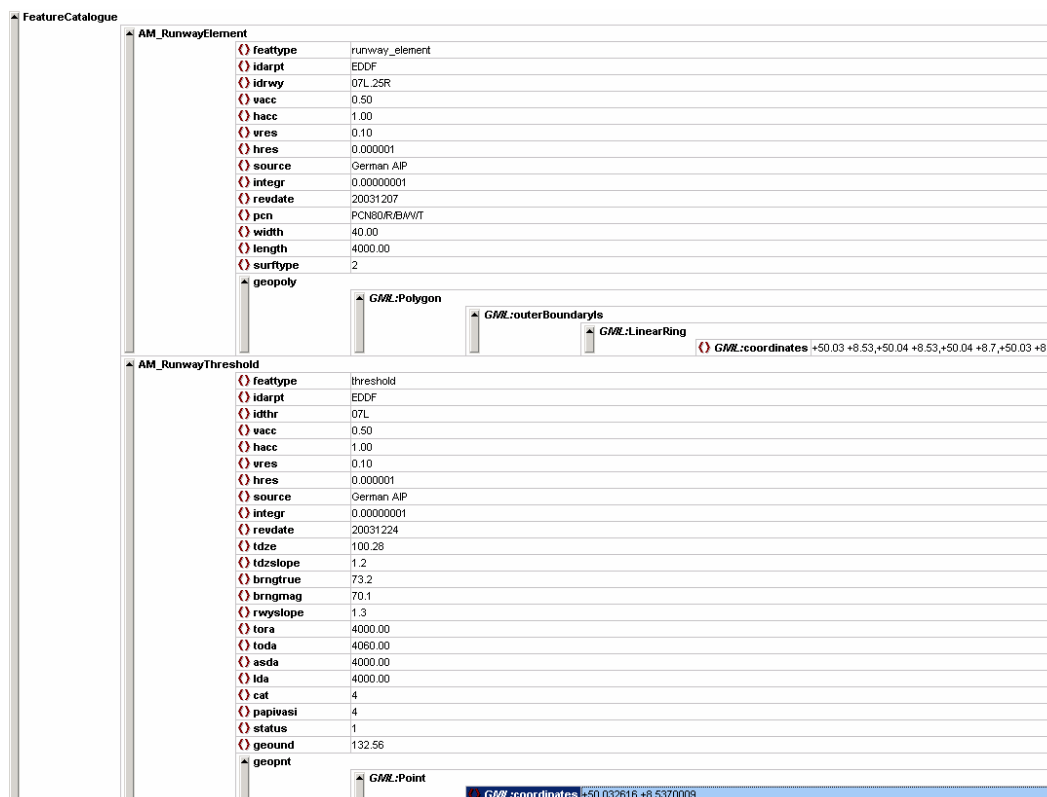 FeatureCatalogue
AM_RunwayElement
() feattype runway_element
() idarpt EDDF
() idrwy 07L.25R
() vacc 0.50
() hacc 1.00
() vres 0.10
() hres 0.000001
() source German AIP
() integr 0.00000001
() revdate 20031207
() pcn PCN80/R/B/W/T
() width 40.00
() length 4000.00
() surftype 2
geopoly
GML:Polygon
GML:outerBoundaryIs
GML:LinearRing
() GML:coordinates +50.03 +8.53,+50.04 +8.53,+50.04 +8.7,+50.03 +8
AM_RunwayThreshold
() feattype threshold
() idarpt EDDF
() idthr 07L
() vacc 0.50
() hacc 1.00
() vres 0.10
() hres 0.000001
() source German AIP
() integr 0.00000001
() revdate 20031224
() tdze 100.28
() tdzslope 1.2
() brngtrue 73.2
() brngmag 70.1
() rwyslope 1.3
() tora 4000.00
() toda 4060.00
() asda 4000.00
() lda 4000.00
() cat 4
() papivasi 4
() status 1
() geound 132.56
geopnt
GML:Point
() GML:coordinates +50.032616 +8.5370009